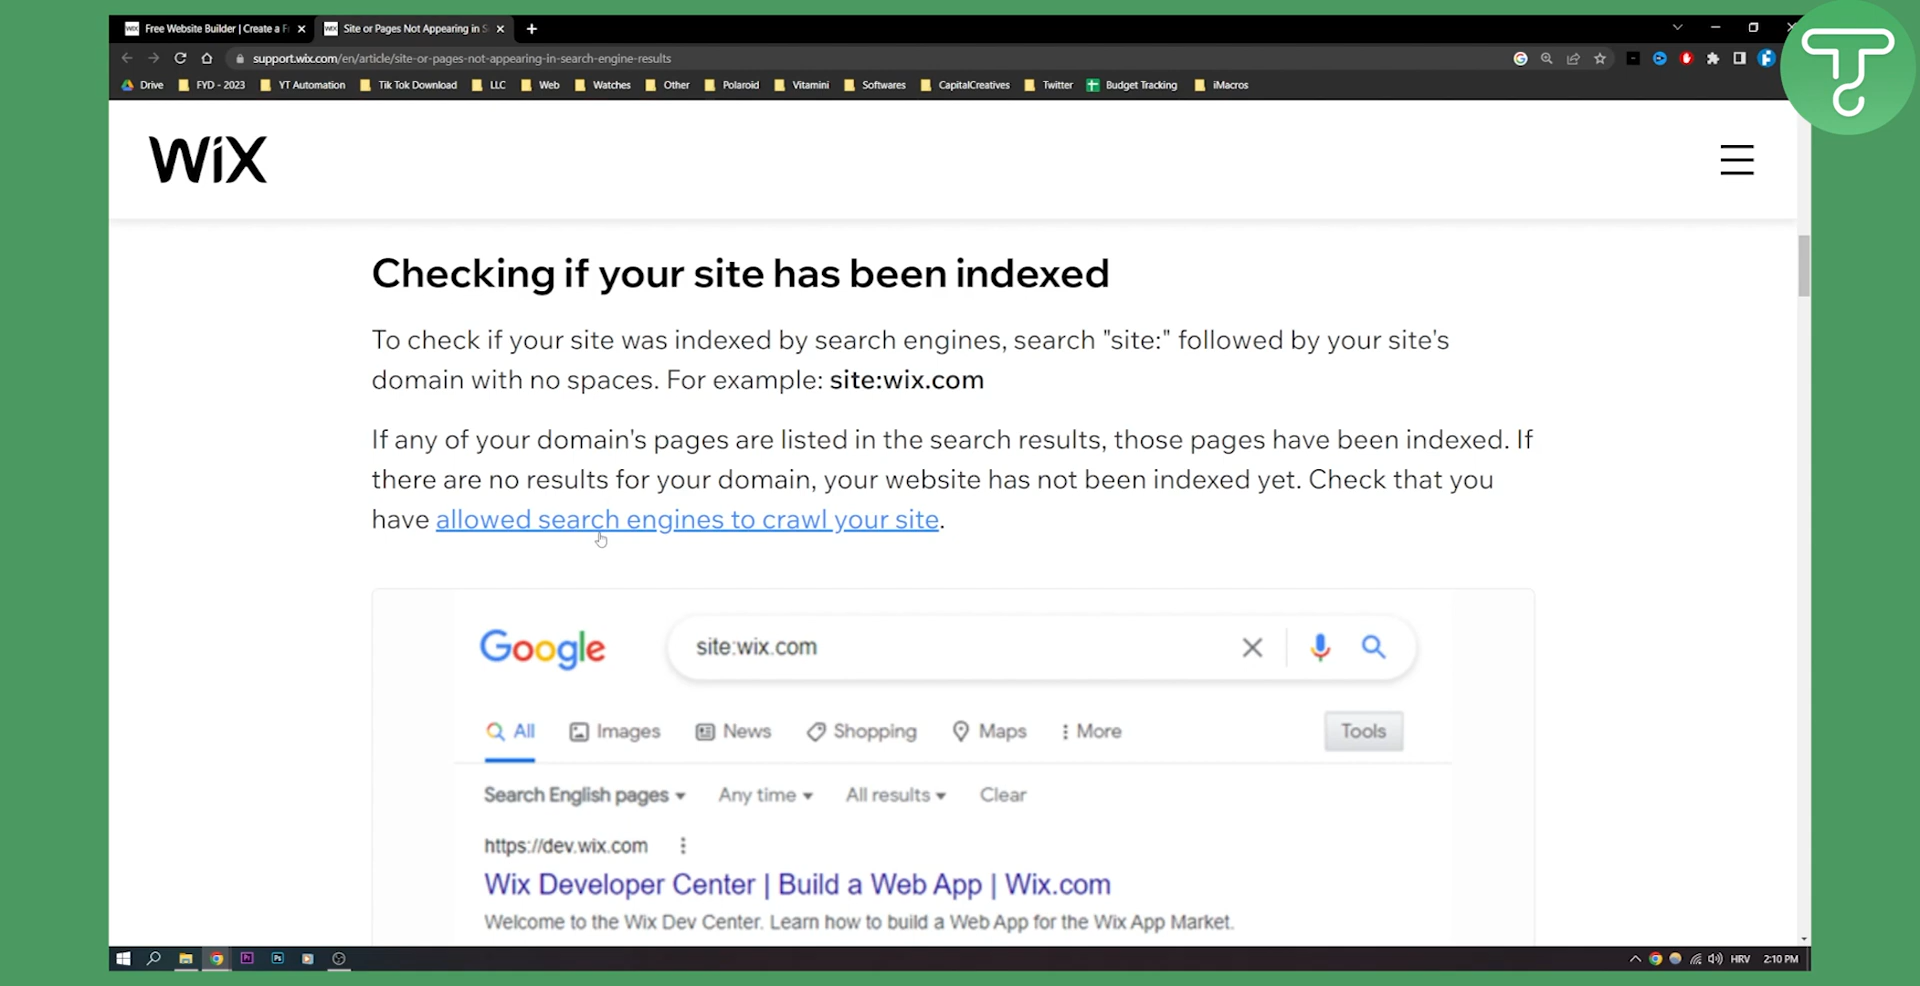 WiX Free Website Builder | Create a F
WiX Site or Pages Not Appearing in S
support.wix.com/en/article/site-or-pages-not-appearing-in-search-engine-results
Drive FYD - 2023 YT Automation Tik Tok Download LLC Web Watches Other Polaroid Vitamini Softwares CapitalCreatives Twitter Budget Tracking iMacros
WiX
Checking if your site has been indexed
To check if your site was indexed by search engines, search "site:" followed by your site's
domain with no spaces. For example: site:wix.com
If any of your domain's pages are listed in the search results, those pages have been indexed. If
there are no results for your domain, your website has not been indexed yet. Check that you
have allowed search engines to crawl your site.
Google site:wix.com
All Images News Shopping Maps More Tools
Search English pages Any time All results Clear
https://dev.wix.com
Wix Developer Center | Build a Web App | Wix.com
Welcome to the Wix Dev Center. Learn how to build a Web App for the Wix App Market.
Pr Ps HRV 2:10 PM